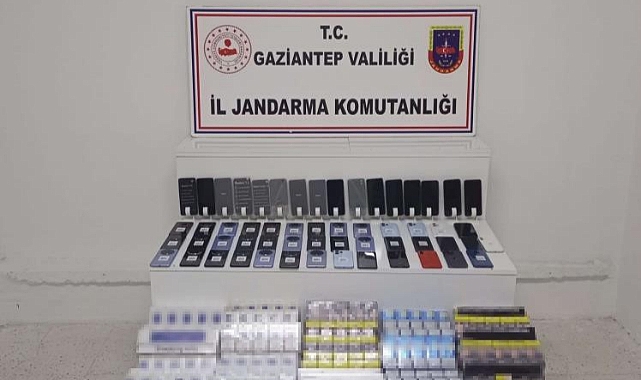 T.C.
GAZİANTEP VALİLİĞİ
İL JANDARMA KOMUTANLIĞI